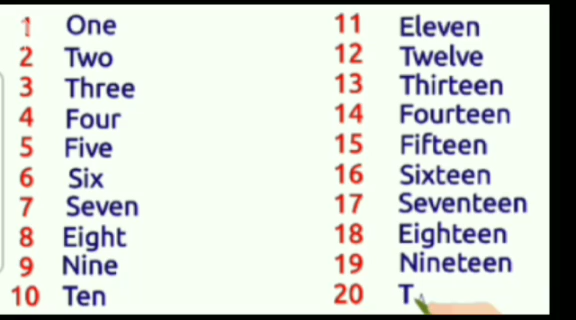 1 One
2 Two
3 Three
4 Four
5 Five
6 Six
7 Seven
8 Eight
9 Nine
10 Ten
11 Eleven
12 Twelve
13 Thirteen
14 Fourteen
15 Fifteen
16 Sixteen
17 Seventeen
18 Eighteen
19 Nineteen
20 T